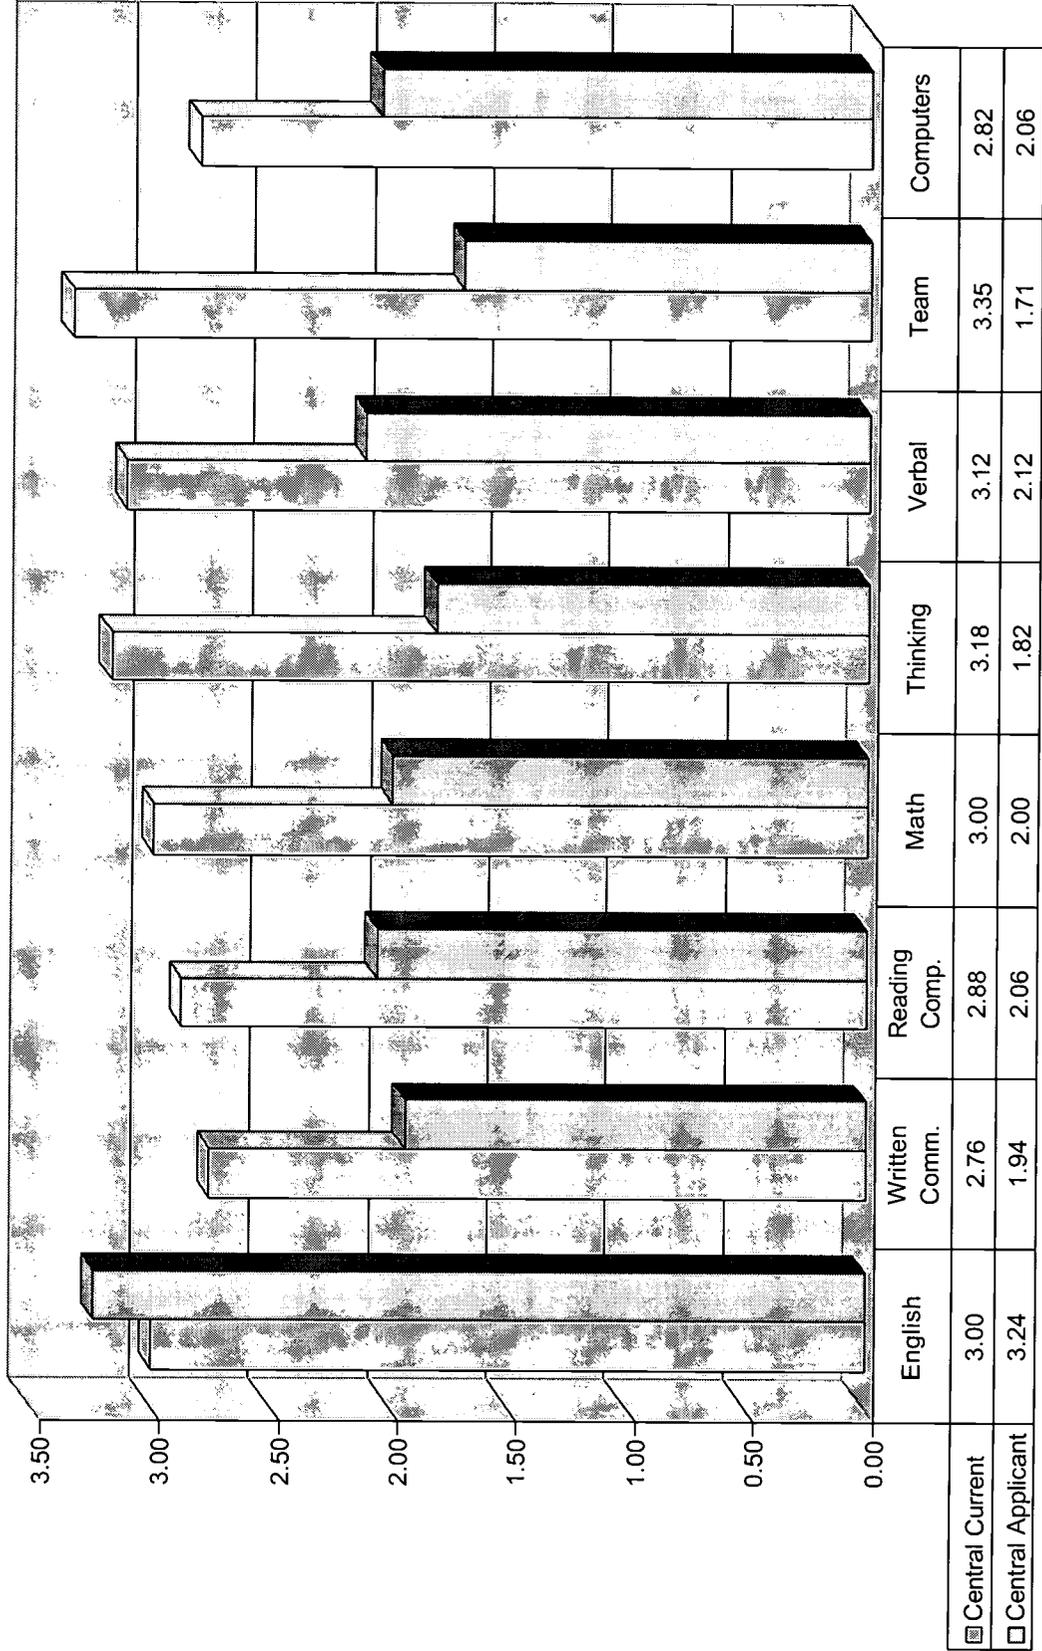 3.50
3.00
2.50
2.00
1.50
1.00
0.50
0.00
English Written Comm. Reading Comp. Math Thinking Verbal Team Computers
Central Current 3.00 2.76 2.88 3.00 3.18 3.12 3.35 2.82
Central Applicant 3.24 1.94 2.06 2.00 1.82 2.12 1.71 2.06